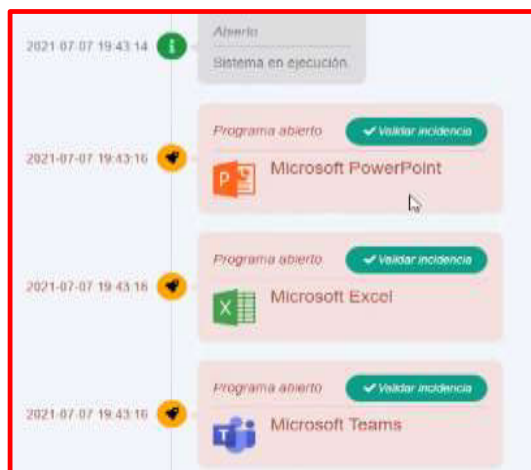 Abierto
2021-07-07 19:43:14
Sistema en ejecución
Programa abierto
Validar incidencia
2021-07-07 19:43:16
Microsoft PowerPoint
Programa abierto
Validar incidencia
2021-07-07 19:43:16
Microsoft Excel
Programa abierto
Validar incidencia
2021-07-07 19:43:16
Microsoft Teams